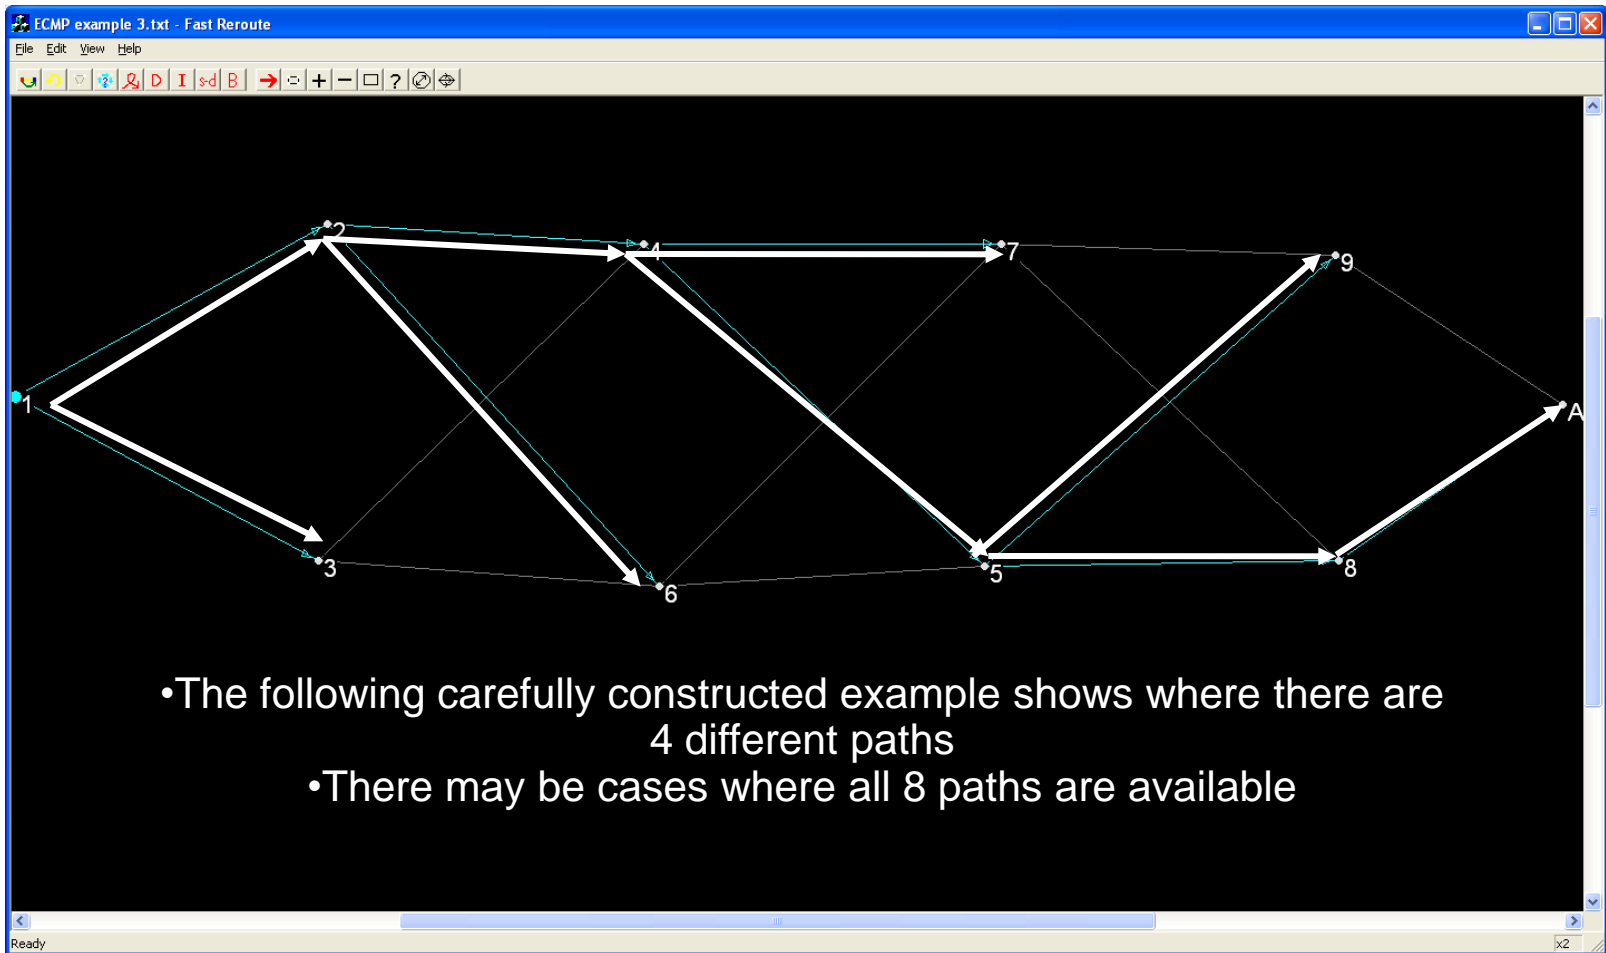 ECMP example 3.txt - Fast Reroute
File Edit View Help
D I s-d B ?
2
4
7
9
1
A
3
5
8
6
•The following carefully constructed example shows where there are
4 different paths
•There may be cases where all 8 paths are available
Ready
x2